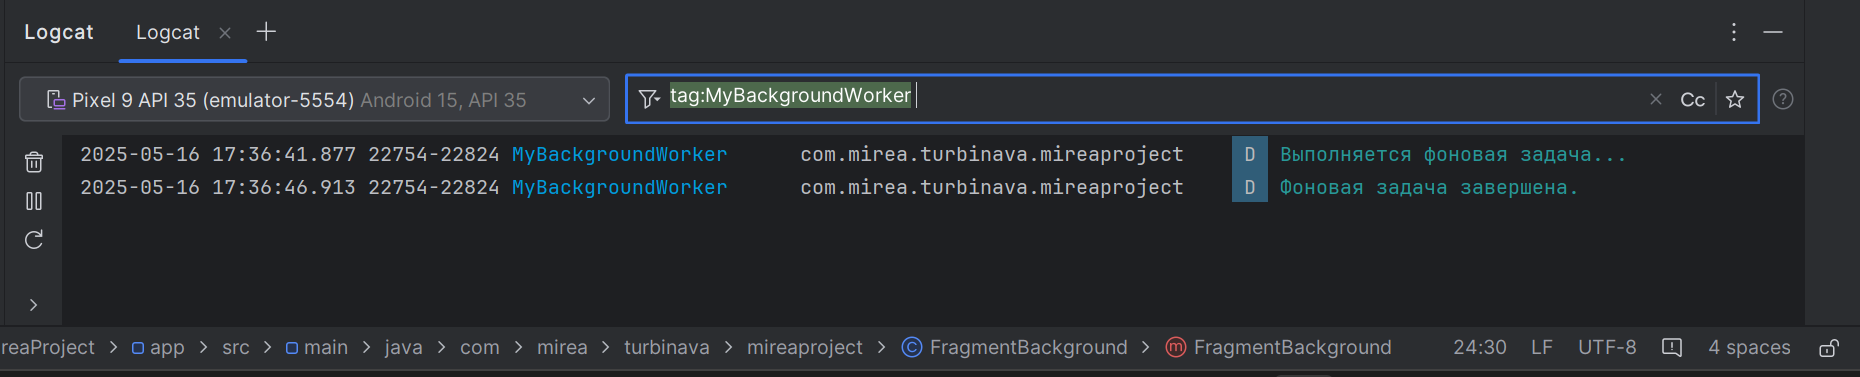 Logcat Logcat
Pixel 9 API 35 (emulator-5554) Android 15, API 35 tag:MyBackgroundWorker Cc ?
2025-05-16 17:36:41.877 22754-22824 MyBackgroundWorker com.mirea.turbinava.mireaproject D Выполняется фоновая задача...
2025-05-16 17:36:46.913 22754-22824 MyBackgroundWorker com.mirea.turbinava.mireaproject D Фоновая задача завершена.
reaProject > app > src > main > java > com > mirea > turbinava > mireaproject > C FragmentBackground > m FragmentBackground 24:30 LF UTF-8 4 spaces